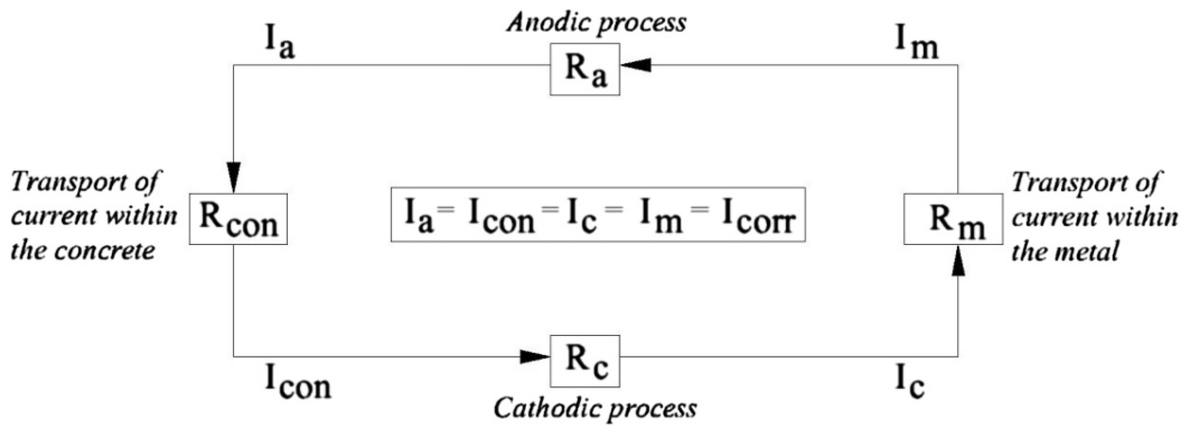 Anodic process
Ia
Im
Ra
Transport of
current within
the concrete
Rcon
Ia= Icon=Ic= Im= Icorr
Rm
Transport of
current within
the metal
Rc
Icon
Ic
Cathodic process